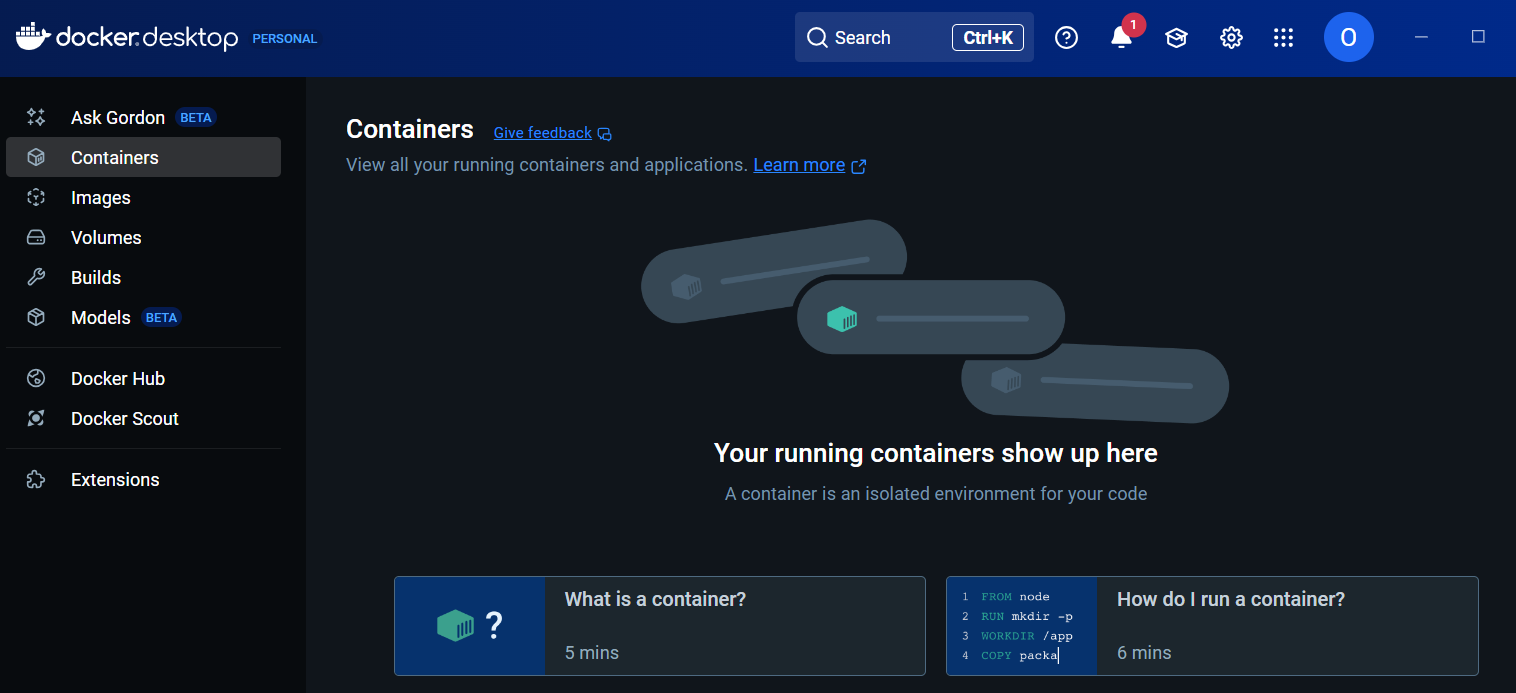 docker.desktop PERSONAL
Search Ctrl+K
1
O
Ask Gordon BETA
Containers
Images
Volumes
Builds
Models BETA
Docker Hub
Docker Scout
Extensions
Containers Give feedback
View all your running containers and applications. Learn more
Your running containers show up here
A container is an isolated environment for your code
?
What is a container?
5 mins
1 FROM node
2 RUN mkdir -p
3 WORKDIR /app
4 COPY packa
How do I run a container?
6 mins